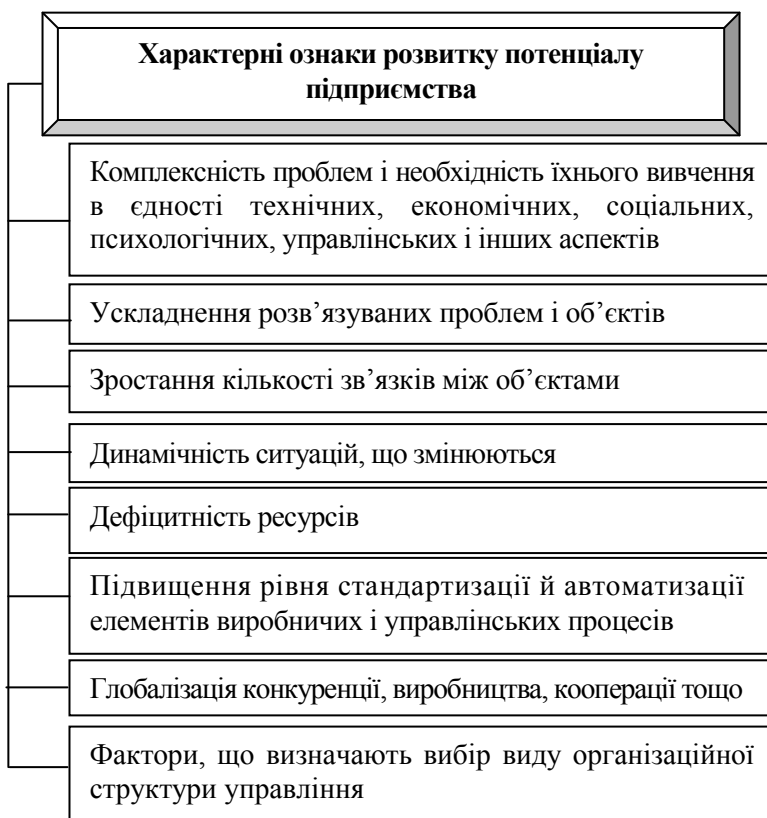 Характерні ознаки розвитку потенціалу
підприємства
Комплексність проблем і необхідність їхнього вивчення
в єдності технічних, економічних, соціальних,
психологічних, управлінських і інших аспектів
Ускладнення розв’язуваних проблем і об’єктів
Зростання кількості зв’язків між об’єктами
Динамічність ситуацій, що змінюються
Дефіцитність ресурсів
Підвищення рівня стандартизації й автоматизації
елементів виробничих і управлінських процесів
Глобалізація конкуренції, виробництва, кооперації тощо
Фактори, що визначають вибір виду організаційної
структури управління